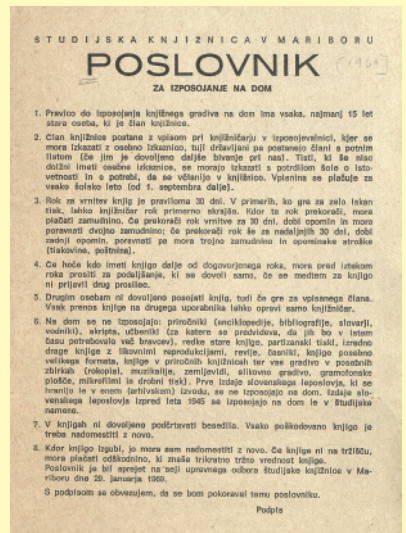 ŠTUDIJSKA KNJIŽNICA V MARIBORU
POSLOVNIK
[1969]
ZA IZPOSOJANJE NA DOM
1. Pravico do izposojanja knjižnega gradiva na dom ima vsaka, najmanj 15 let
stara oseba, ki je član knjižnice.
2. Član knjižnice postane z vpisom pri knjižničarju v izposojevalnici, kjer se
mora izkazati z osebno izkaznico, tuji državljani pa postanejo člani s potnim
listom (če jim je dovoljeno daljše bivanje pri nas). Tisti, ki še niso
dolžni imeti osebne izkaznice, se morajo izkazati s potrdilom šole o isto-
vetnosti in o potrebi, da se včlanijo v knjižnico. Vpisnina se plačuje za
vsako šolsko leto (od 1. septembra dalje).
3. Rok za vrnitev knjig je praviloma 30 dni. V primerih, ko gre za zelo iskan
tisk, lahko knjižničar rok primerno skrajša. Kdor ta rok prekorači, mora
plačati zamudnino. Če prekorači rok vrnitve za 30 dni, dobi opomin in mora
poravnati dvojno zamudnino; če prekorači rok še za nadaljnjih 30 dni, dobi
zadnji opomin, poravnati pa mora trojno zamudnino in opominske stroške
(tiskovine, poštnina).
4. Če hoče kdo imeti knjigo dalje od dogovorjenega roka, mora pred iztekom
roka prositi za podaljšanje, ki se dovoli samo, če se medtem za knjigo
ni prijavil drug prosilec.
5. Drugim osebam ni dovoljeno posojati knjig, tudi če gre za vpisanega člana.
Vsak prenos knjige na drugega uporabnika lahko opravi samo knjižničar.
6. Na dom se ne izposojajo: priročniki (enciklopedije, bibliografije, slovarji,
vodniki), skripta, učbeniki (za katere se predvideva, da jih bo v istem
času potrebovalo več bravcev), redke stare knjige, partizanski tiski, izredno
drage knjige z likovnimi reprodukcijami, revije, časniki, knjige posebno
velikega formata, knjige v priročnih knjižnicah ter vse gradivo v posebnih
zbirkah (rokopisi, muzikalije, zemljevidi, slikovno gradivo, gramofonske
plošče, mikrofilmi in drobni tisk). Prve izdaje slovenskega leposlovja, ki se
hranijo le v enem (arhivskem) izvodu, se ne izposojajo na dom. Izdaje slo-
venskega leposlovja izpred leta 1945 se izposojajo na dom le v študijske
namene.
7. V knjigah ni dovoljeno podčrtavati besedila. Vsako poškodovano knjigo je
treba nadomestiti z novo.
8. Kdor knjigo izgubi, jo mora sam nadomestiti z novo. Če knjige ni na tržišču,
mora plačati odškodnino, ki znaša trikratno tržno vrednost knjige.
Poslovnik je bil sprejet na seji upravnega odbora študijske knjižnice v Ma-
riboru dne 29. januarja 1969.
S podpisom se obvezujem, da se bom pokoraval temu poslovniku.
Podpis